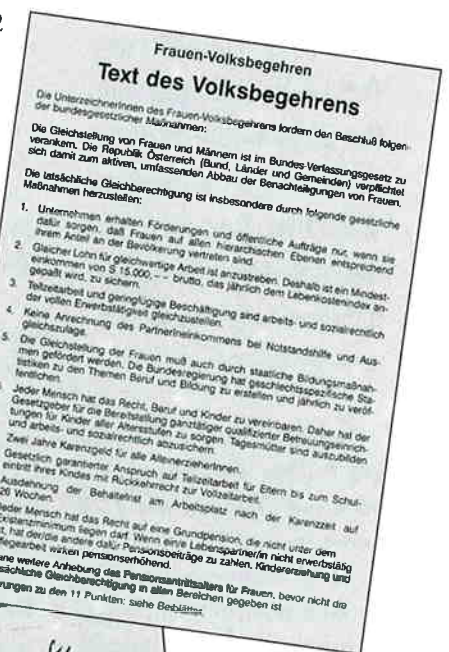 Frauen-Volksbegehren
Text des Volksbegehrens
Die UnterzeichnerInnen des Frauen-Volksbegehrens fordern den Beschluß folgen-
der bundesgesetzlicher Maßnahmen:
Die Gleichstellung von Frauen und Männern ist im Bundes-Verfassungsgesetz zu
verankern. Die Republik Österreich (Bund, Länder und Gemeinden) verpflichtet
sich damit zum aktiven, umfassenden Abbau der Benachteiligungen von Frauen.
Die tatsächliche Gleichberechtigung ist insbesondere durch folgende gesetzliche
Maßnahmen herzustellen:
1. Unternehmen erhalten Förderungen und öffentliche Aufträge nur, wenn sie
dafür sorgen, daß Frauen auf allen hierarchischen Ebenen entsprechend
ihrem Anteil an der Bevölkerung vertreten sind.
2. Gleicher Lohn für gleichwertige Arbeit ist anzustreben. Deshalb ist ein Mindest-
einkommen von S 15.000,-- brutto, das jährlich dem Lebenkostenindex an-
gepaßt wird, zu sichern.
3. Teilzeitarbeit und geringfügige Beschäftigung sind arbeits- und sozialrechtlich
der vollen Erwerbstätigkeit gleichzustellen.
4. Keine Anrechnung des Partnerineinkommens bei Notstandshilfe und Aus-
gleichszulage.
5. Die Gleichstellung der Frauen muß auch durch staatliche Bildungsmaßnah-
men gefördert werden. Die Bundesregierung hat geschlechtsspezifische Sta-
tistiken zu den Themen Beruf und Bildung zu erstellen und jährlich zu veröf-
fentlichen.
Jeder Mensch hat das Recht, Beruf und Kinder zu vereinbaren. Daher hat der
Gesetzgeber für die Bereitstellung ganztägiger qualifizierter Betreuungseinrich-
tungen für Kinder aller Altersstufen zu sorgen. Tagesmütter sind auszubilden
und arbeits- und sozialrechtlich abzusichern.
Zwei Jahre Karenzgeld für alle AlleinerzieherInnen.
Gesetzlich garantierter Anspruch auf Teilzeitarbeit für Eltern bis zum Schul-
eintritt ihres Kindes mit Rückkehrrecht zur Vollzeitarbeit.
Ausdehnung der Behaltefrist am Arbeitsplatz nach der Karenzzeit auf
26 Wochen.
Jeder Mensch hat das Recht auf eine Grundpension, die nicht unter dem
Existenzminimum liegen darf. Wenn ein/e Lebenspartner/in nicht erwerbstätig
ist, hat der/die andere dafür Pensionsbeiträge zu zahlen. Kindererziehung und
Pflegearbeit wirken pensionserhöhend.
weitere Anhebung des Pensionsantrittsalters für Frauen, bevor nicht die
tatsächliche Gleichberechtigung in allen Bereichen gegeben ist
zu den 11 Punkten: siehe Beiblätter